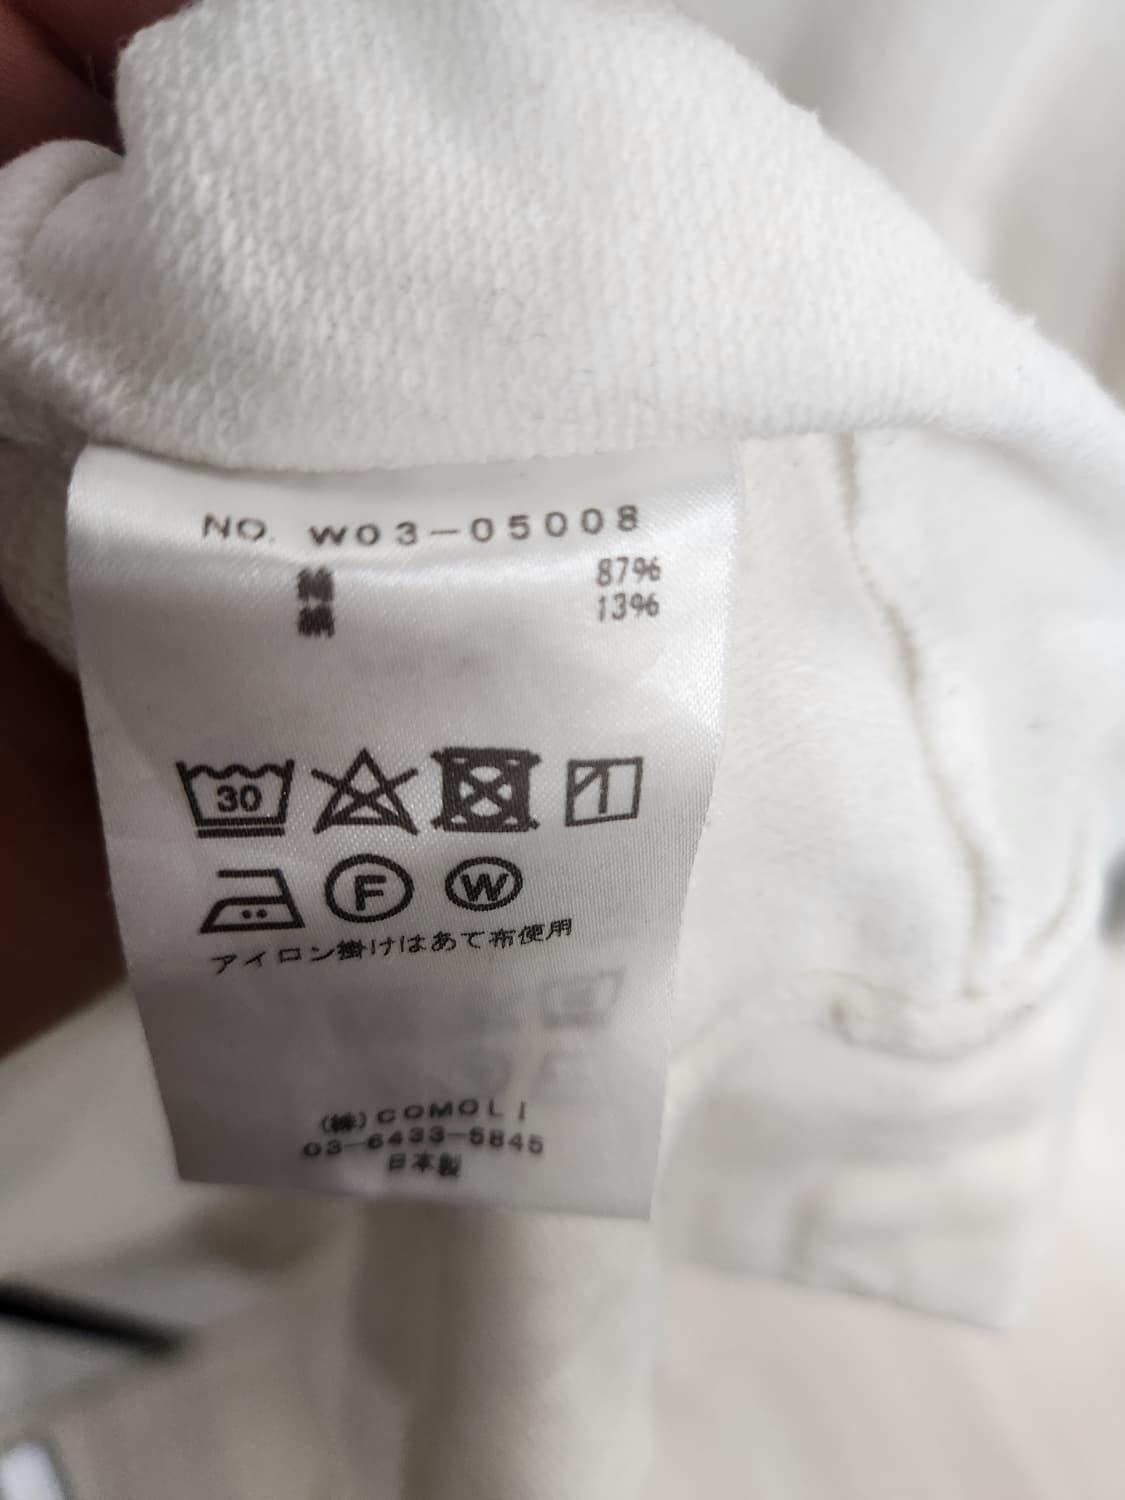 NO. W03-05008
綿 87%
絹 13%
30
F W
アイロン掛けはあて布使用
(株)COMOLI
03-6433-5845
日本製